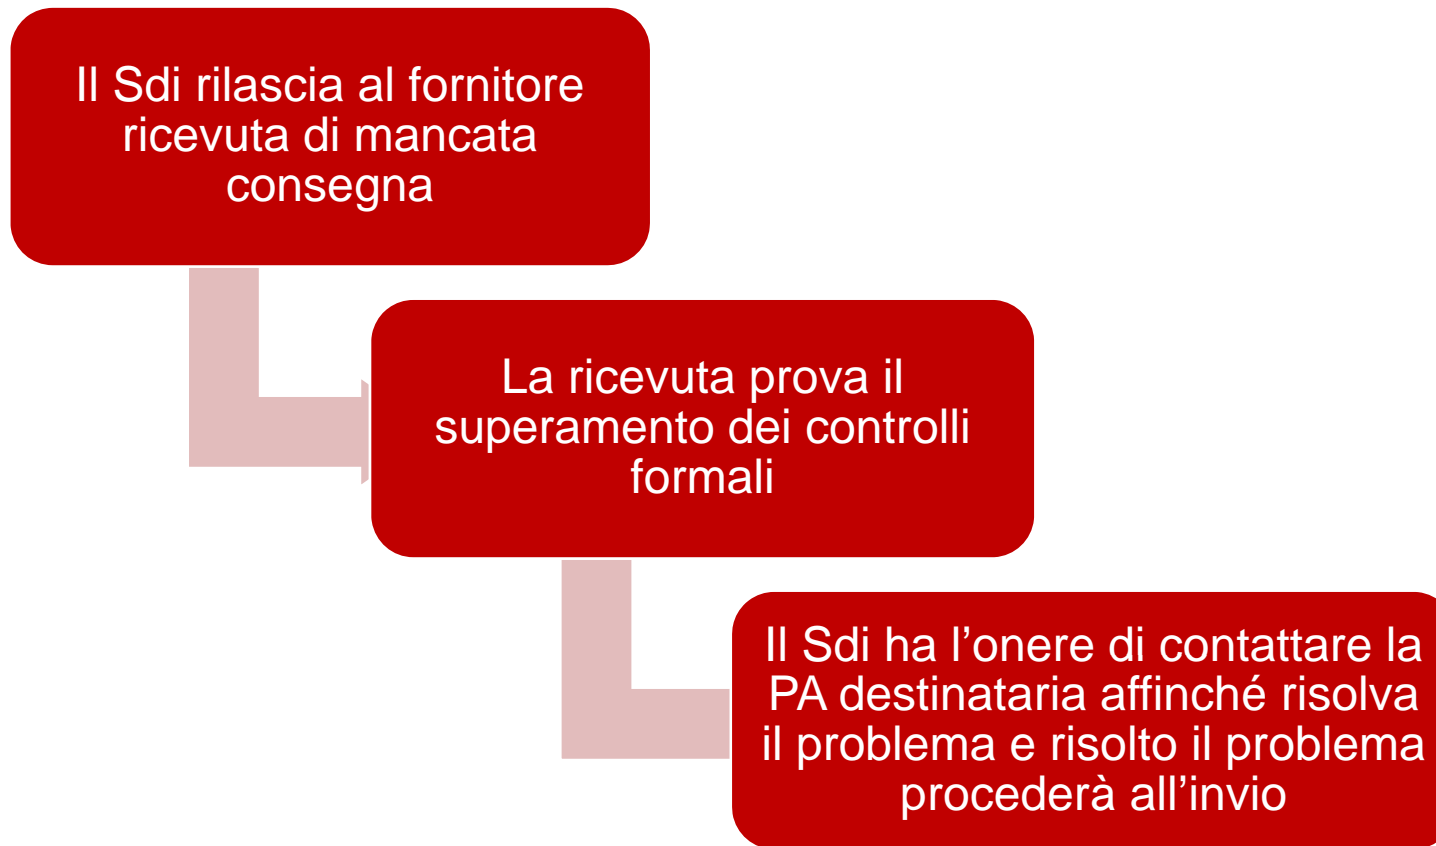 Il Sdi rilascia al fornitore
ricevuta di mancata
consegna
La ricevuta prova il
superamento dei controlli
formali
Il Sdi ha l’onere di contattare la
PA destinataria affinché risolva
il problema e risolto il problema
procederà all’invio